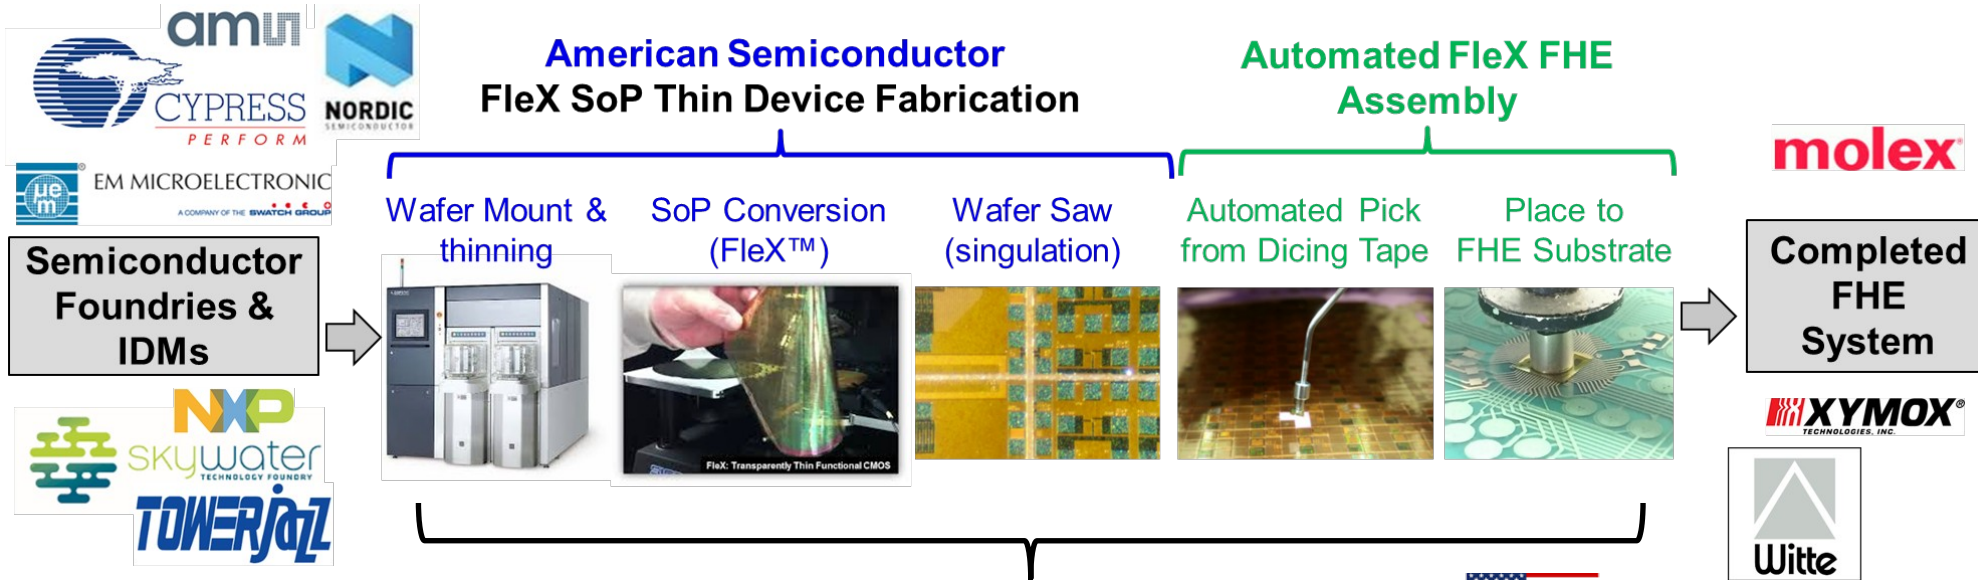 amu
CYPRESS
PERFORM
NORDIC
SEMICONDUCTOR
μe
m
EM MICROELECTRONIC
A COMPANY OF THE SWATCH GROUP
Semiconductor
Foundries &
IDMs
NXP
skywater
TECHNOLOGY FOUNDRY
TOWERjazz
American Semiconductor
FleX SoP Thin Device Fabrication
Wafer Mount &
thinning
SoP Conversion
(FleX™)
Wafer Saw
(singulation)
FleX: Transparently Thin Functional CMOS
Automated FleX FHE
Assembly
Automated Pick
from Dicing Tape
Place to
FHE Substrate
molex®
Completed
FHE
System
XYMOX®
TECHNOLOGIES, INC.
Witte